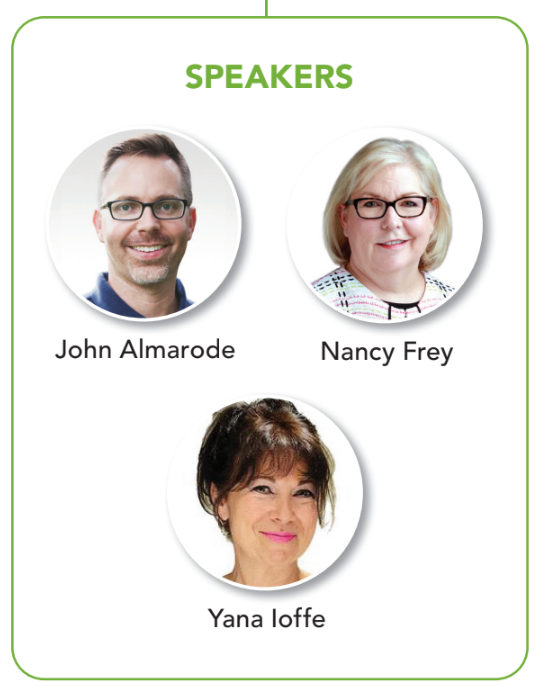 SPEAKERS
John Almarode
Nancy Frey
Yana Ioffe